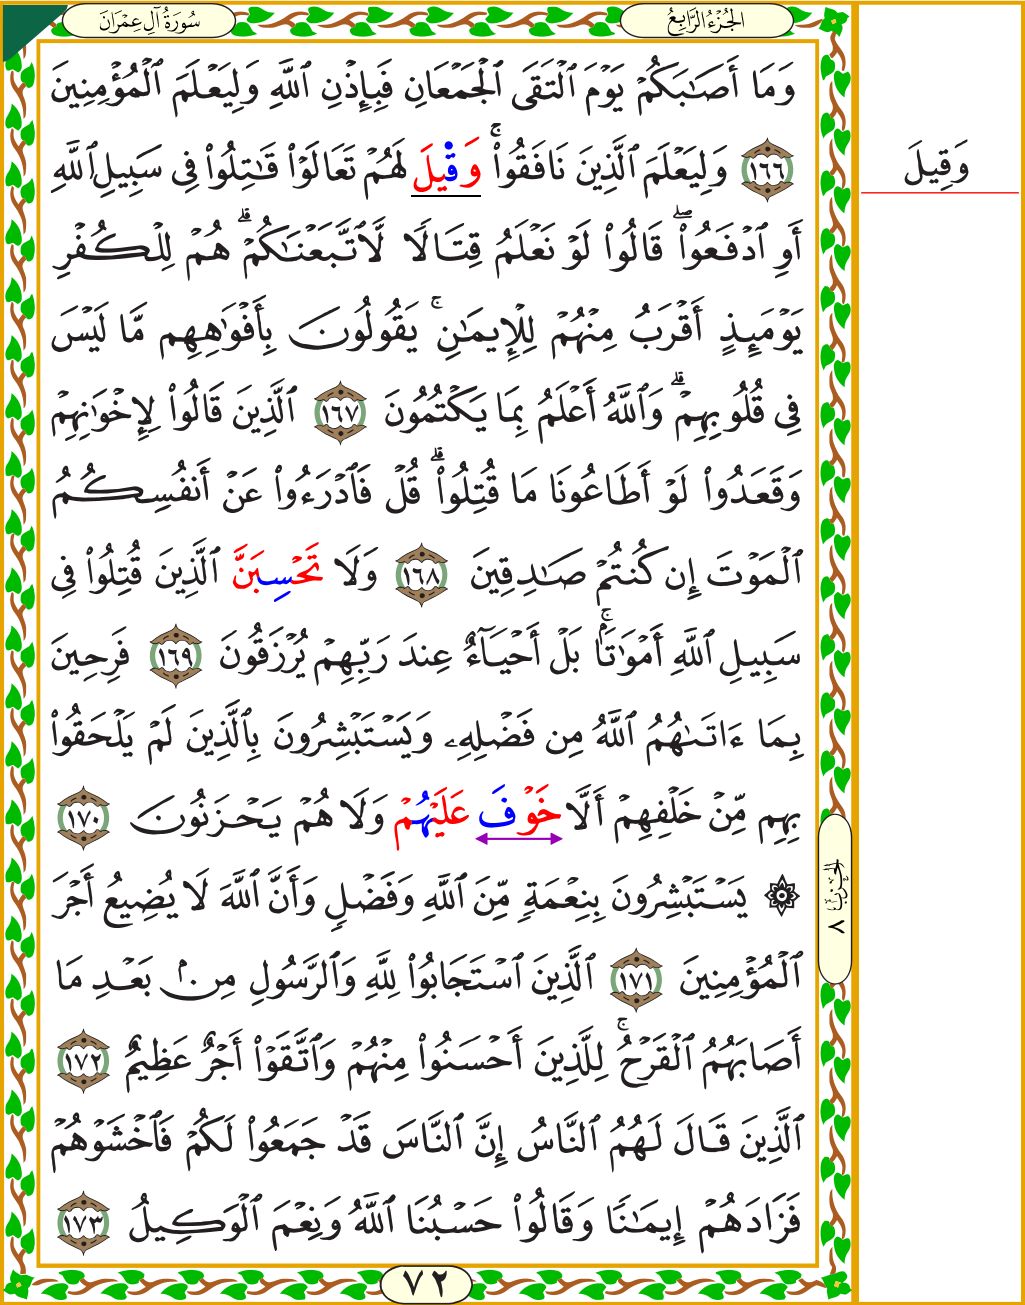 سُورَةُ آلِ عِمْرَانَ
الجُزْءُ الرَّابِعُ
وَمَا أَصَـٰبَكُمْ يَوْمَ ٱلْتَقَى ٱلْجَمْعَانِ فَبِإِذْنِ ٱللَّهِ وَلِيَعْلَمَ ٱلْمُؤْمِنِينَ
١٦٦ وَلِيَعْلَمَ ٱلَّذِينَ نَافَقُوا۟ۚ وَقْيلَ لَهُمْ تَعَالَوْا۟ قَـٰتِلُوا۟ فِى سَبِيلِ ٱللَّهِ
وَقِيلَ
أَوِ ٱدْفَعُوا۟ۖ قَالُوا۟ لَوْ نَعْلَمُ قِتَالًا لَّٱتَّبَعْنَـٰكُمْۗ هُمْ لِلْكُفْرِ
يَوْمَئِذٍ أَقْرَبُ مِنْهُمْ لِلْإِيمَـٰنِۚ يَقُولُونَ بِأَفْوَٰهِهِم مَّا لَيْسَ
فِى قُلُوبِهِمْۗ وَٱللَّهُ أَعْلَمُ بِمَا يَكْتُمُونَ ١٦٧ ٱلَّذِينَ قَالُوا۟ لِإِخْوَٰنِهِمْ
وَقَعَدُوا۟ لَوْ أَطَاعُونَا مَا قُتِلُوا۟ۗ قُلْ فَٱدْرَءُوا۟ عَنْ أَنفُسِكُمُ
ٱلْمَوْتَ إِن كُنتُمْ صَـٰدِقِينَ ١٦٨ وَلَا تَحْسِبَنَّ ٱلَّذِينَ قُتِلُوا۟ فِى
سَبِيلِ ٱللَّهِ أَمْوَٰتًۢاۚ بَلْ أَحْيَآءٌ عِندَ رَبِّهِمْ يُرْزَقُونَ ١٦٩ فَرِحِينَ
بِمَا ءَاتَىٰهُمُ ٱللَّهُ مِن فَضْلِهِۦ وَيَسْتَبْشِرُونَ بِٱلَّذِينَ لَمْ يَلْحَقُوا۟
بِهِم مِّنْ خَلْفِهِمْ أَلَّا خَوْفَ عَلَيْهُمْ وَلَا هُمْ يَحْزَنُونَ ١٧٠
۞ يَسْتَبْشِرُونَ بِنِعْمَةٍ مِّنَ ٱللَّهِ وَفَضْلٍ وَأَنَّ ٱللَّهَ لَا يُضِيعُ أَجْرَ
الحزب ٨
ٱلْمُؤْمِنِينَ ١٧١ ٱلَّذِينَ ٱسْتَجَابُوا۟ لِلَّهِ وَٱلرَّسُولِ مِنۢ بَعْدِ مَا
أَصَابَهُمُ ٱلْقَرْحُۚ لِلَّذِينَ أَحْسَنُوا۟ مِنْهُمْ وَٱتَّقَوْا۟ أَجْرٌ عَظِيمٌ ١٧٢
ٱلَّذِينَ قَالَ لَهُمُ ٱلنَّاسُ إِنَّ ٱلنَّاسَ قَدْ جَمَعُوا۟ لَكُمْ فَٱخْشَوْهُمْ
فَزَادَهُمْ إِيمَـٰنًا وَقَالُوا۟ حَسْبُنَا ٱللَّهُ وَنِعْمَ ٱلْوَكِيلُ ١٧٣
٧٢